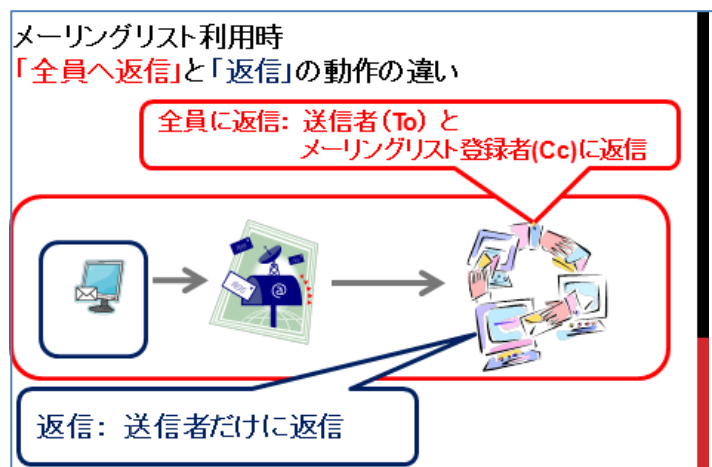 メーリングリスト利用時
「全員へ返信」と「返信」の動作の違い
全員に返信: 送信者(To) と
メーリングリスト登録者(Cc)に返信
@
返信: 送信者だけに返信